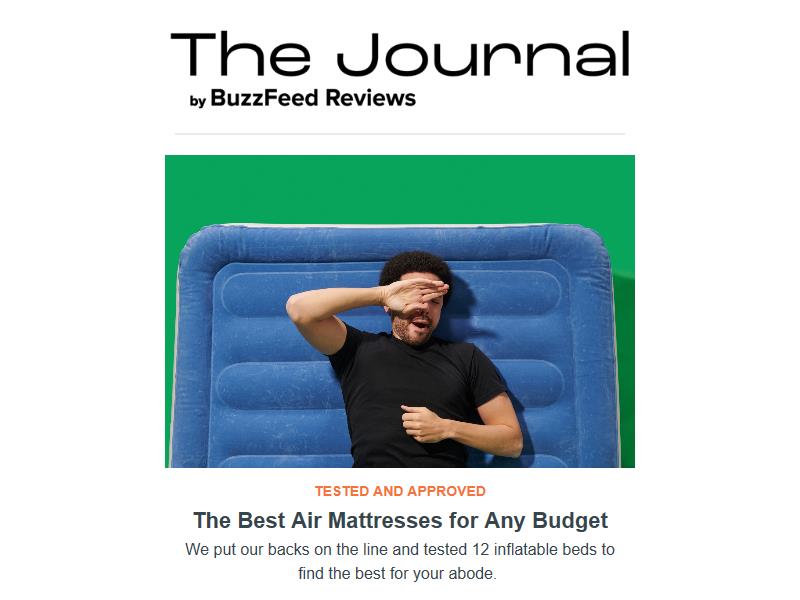 The Journal
by BuzzFeed Reviews
TESTED AND APPROVED
The Best Air Mattresses for Any Budget
We put our backs on the line and tested 12 inflatable beds to
find the best for your abode.